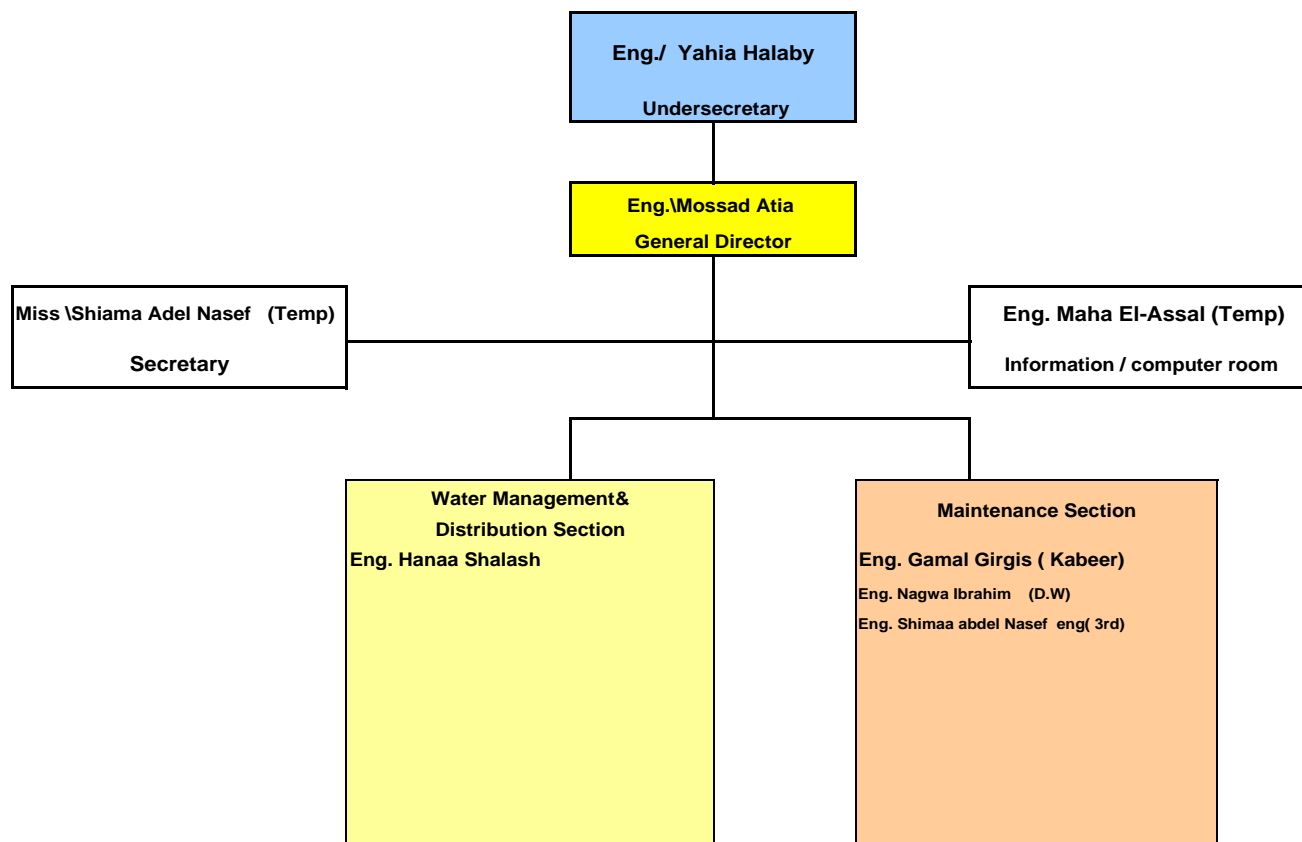 Eng./  Yahia Halaby
Undersecretary
Eng.\Mossad Atia
General Director
Miss \Shiama Adel Nasef   (Temp)
Secretary
Eng. Maha El-Assal (Temp)
Information / computer room
Water Management&
Distribution Section
Eng. Hanaa Shalash
Maintenance Section
Eng. Gamal Girgis ( Kabeer)
Eng. Nagwa Ibrahim    (D.W)
Eng. Shimaa abdel Nasef  eng( 3rd)